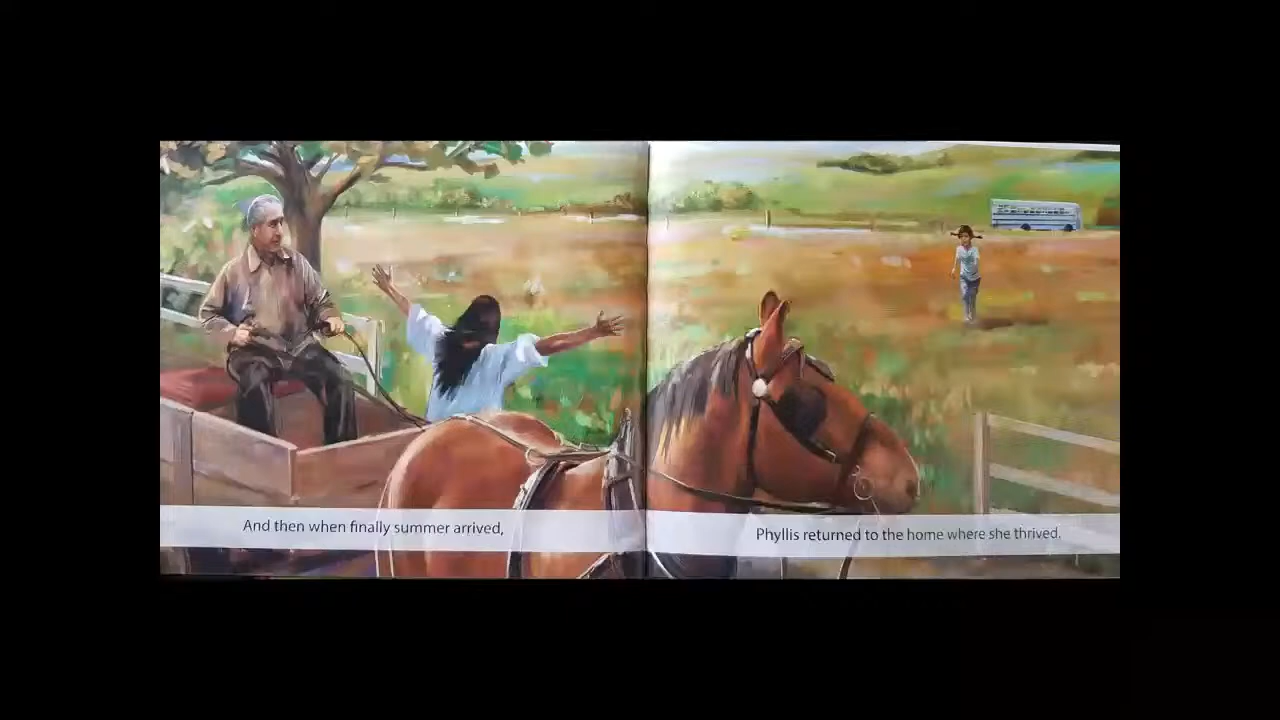 And then when finally summer arrived,
Phyllis returned to the home where she thrived.